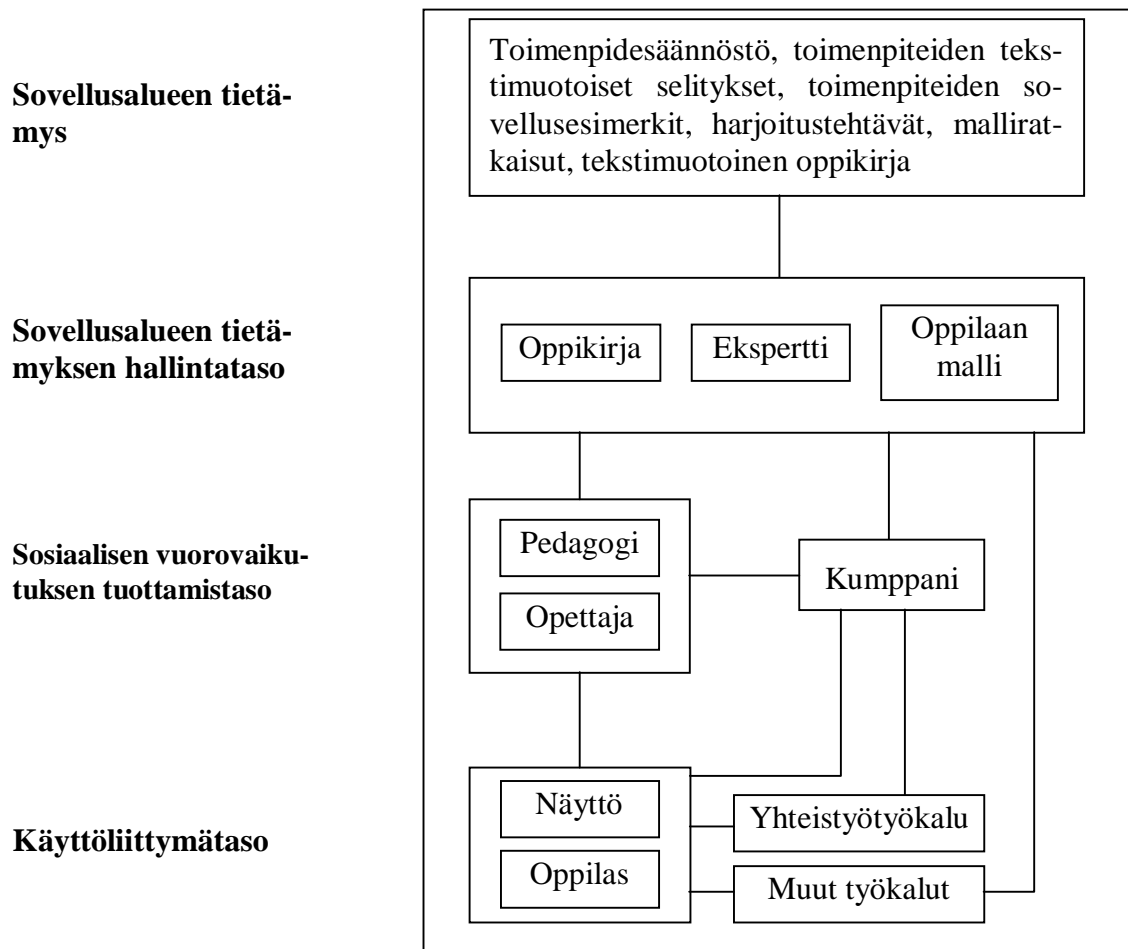 Sovellusalueen tietä-
mys
Toimenpidesäännöstö, toimenpiteiden teks-
timuotoiset selitykset, toimenpiteiden so-
vellusesimerkit, harjoitustehtävät, mallirat-
kaisut, tekstimuotoinen oppikirja
Sovellusalueen tietä-
myksen hallintataso
Oppikirja
Ekspertti
Oppilaan
malli
Sosiaalisen vuorovaiku-
tuksen tuottamistaso
Pedagogi
Opettaja
Kumppani
Käyttöliittymätaso
Näyttö
Oppilas
Yhteistyötyökalu
Muut työkalut